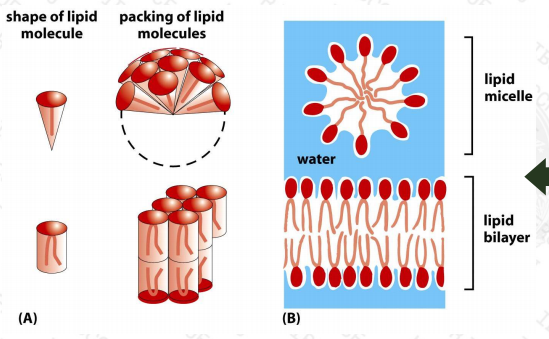 shape of lipid
molecule
packing of lipid
molecules
(A)
lipid
micelle
water
lipid
bilayer
(B)